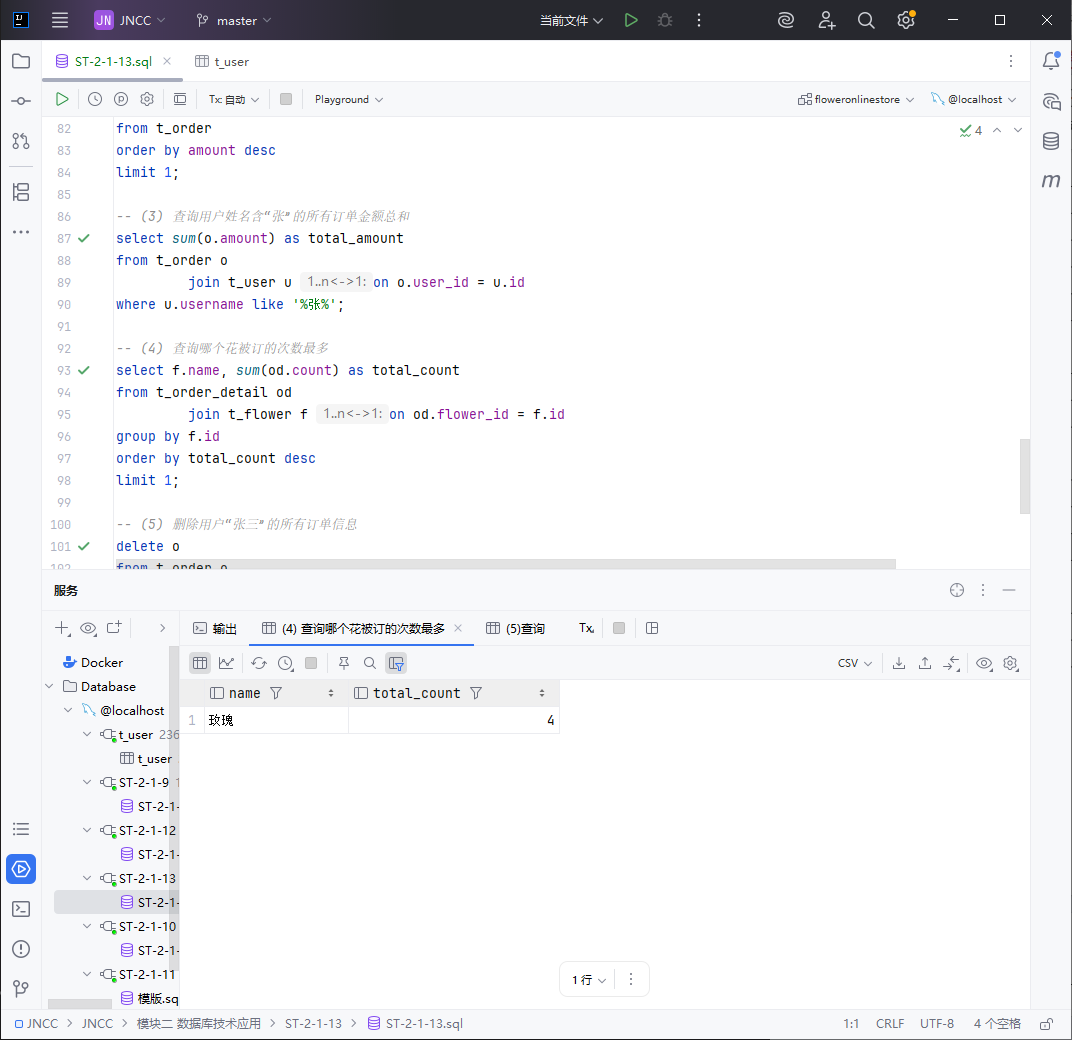 JN JNCC master 当前文件
ST-2-1-13.sql t_user
Tx: 自动 Playground floweronlinestore @localhost
82 from t_order 4
83 order by amount desc
84 limit 1;
85
86 -- (3) 查询用户姓名含“张”的所有订单金额总和
87 select sum(o.amount) as total_amount
88 from t_order o
89 join t_user u 1..n<->1: on o.user_id = u.id
90 where u.username like '%张%';
91
92 -- (4) 查询哪个花被订的次数最多
93 select f.name, sum(od.count) as total_count
94 from t_order_detail od
95 join t_flower f 1..n<->1: on od.flower_id = f.id
96 group by f.id
97 order by total_count desc
98 limit 1;
99
100 -- (5) 删除用户“张三”的所有订单信息
101 delete o
102 from t_order o
服务
输出 (4) 查询哪个花被订的次数最多 (5)查询 Tx
CSV
Docker
Database
@localhost
t_user 236
t_user
ST-2-1-9
ST-2-1-
ST-2-1-12
ST-2-1-
ST-2-1-13
ST-2-1-
ST-2-1-10
ST-2-1-
ST-2-1-11
模版.sq
name total_count
1 玫瑰 4
1 行
JNCC JNCC 模块二 数据库技术应用 ST-2-1-13 ST-2-1-13.sql 1:1 CRLF UTF-8 4 个空格